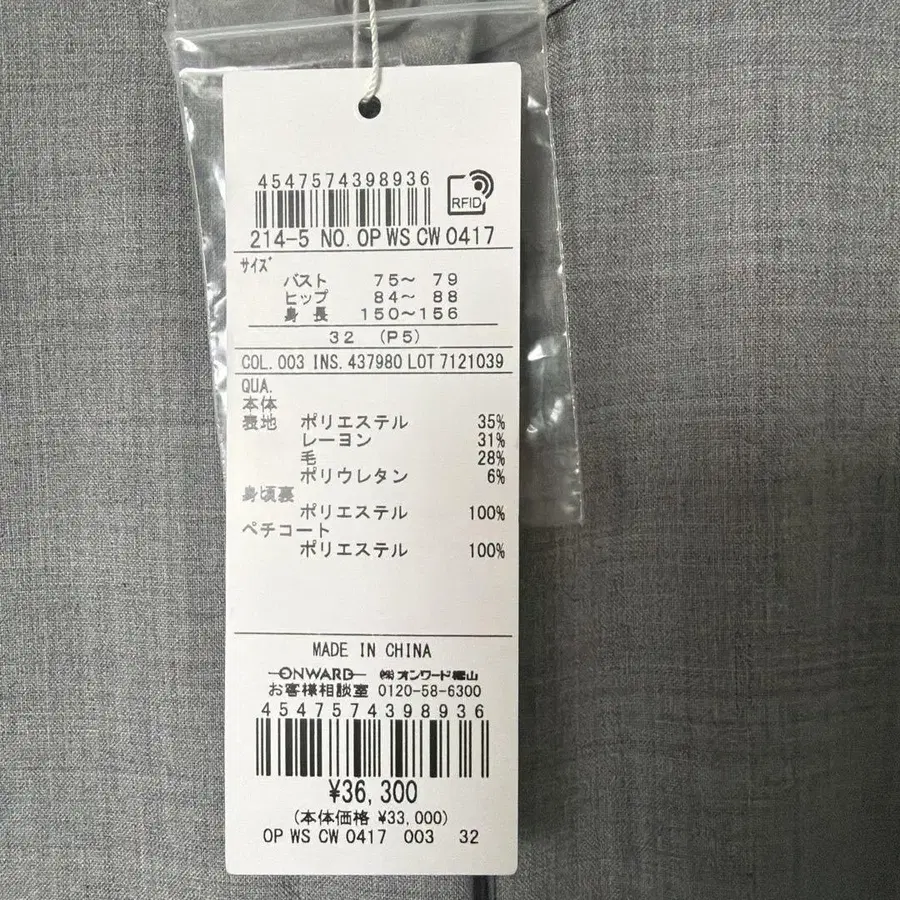 4547574398936
RFID
214-5 NO. OP WS CW 0417
サイズ
バスト 75～ 79
ヒップ 84～ 88
身長 150～156
32 (P5)
COL. 003 INS. 437980 LOT 7121039
QUA.
本体
表地 ポリエステル 35%
レーヨン 31%
毛 28%
ポリウレタン 6%
身頃裏
ポリエステル 100%
ペチコート
ポリエステル 100%
MADE IN CHINA
ONWARD ㈱オンワード樫山
お客様相談室 0120-58-6300
4547574398936
¥36,300
(本体価格 ¥33,000)
OP WS CW 0417 003 32